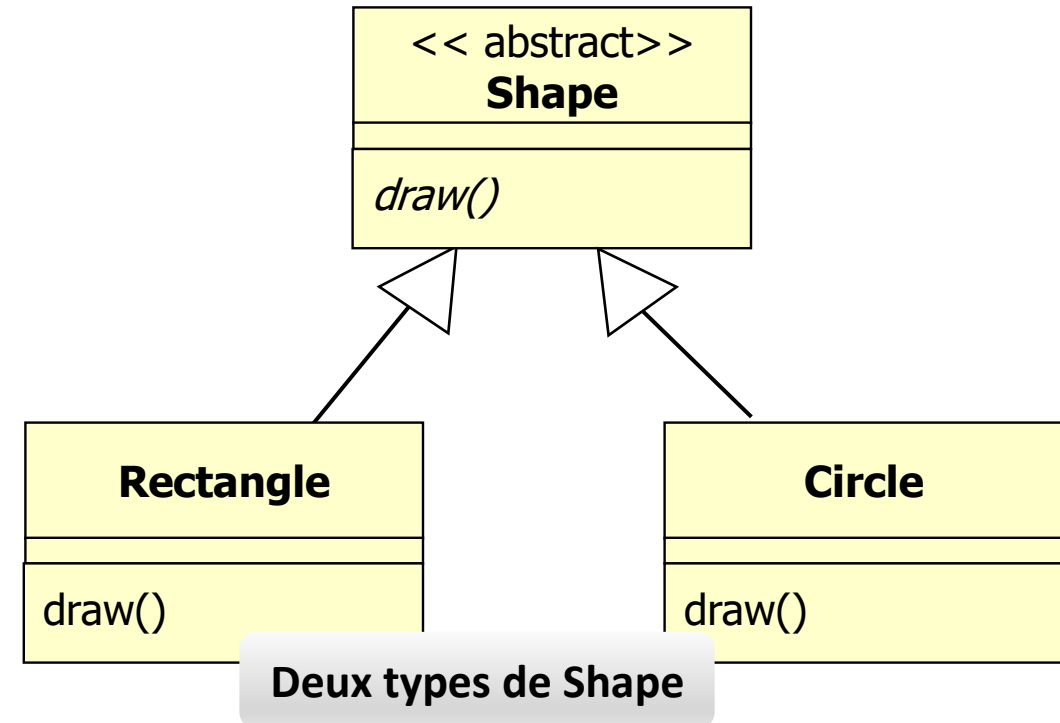 << abstract>>
Shape
draw()
Rectangle
Circle
draw()
draw()
Deux types de Shape